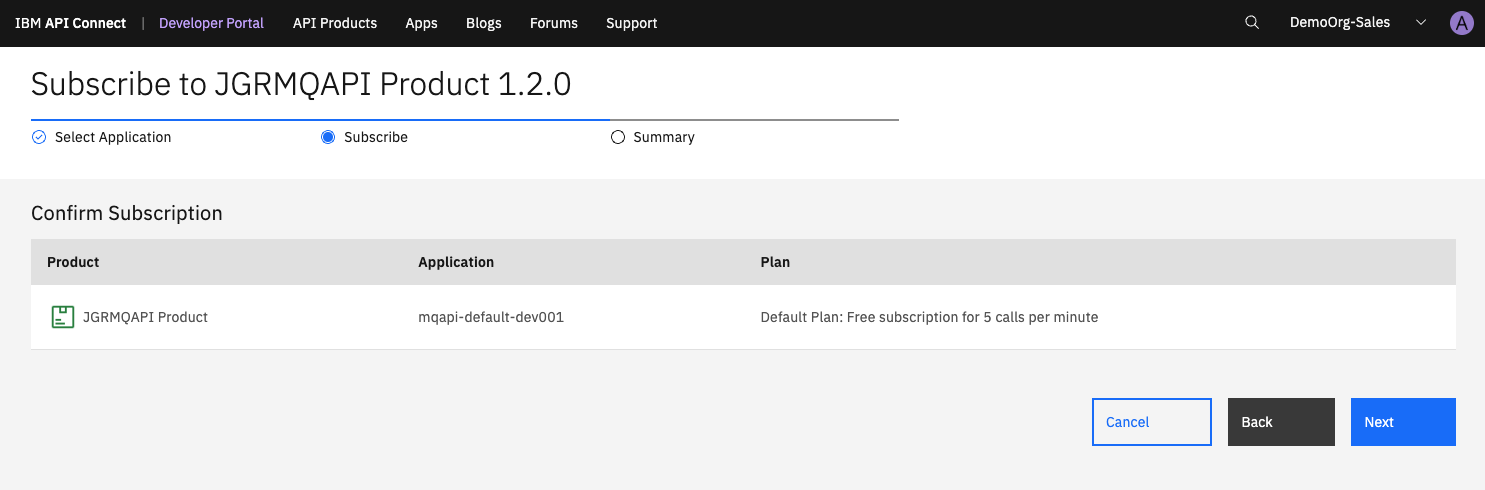 IBM API Connect | Developer Portal API Products Apps Blogs Forums Support DemoOrg-Sales A
Subscribe to JGRMQAPI Product 1.2.0
Select Application Subscribe Summary
Confirm Subscription
Product Application Plan
JGRMQAPI Product mqapi-default-dev001 Default Plan: Free subscription for 5 calls per minute
Cancel Back Next